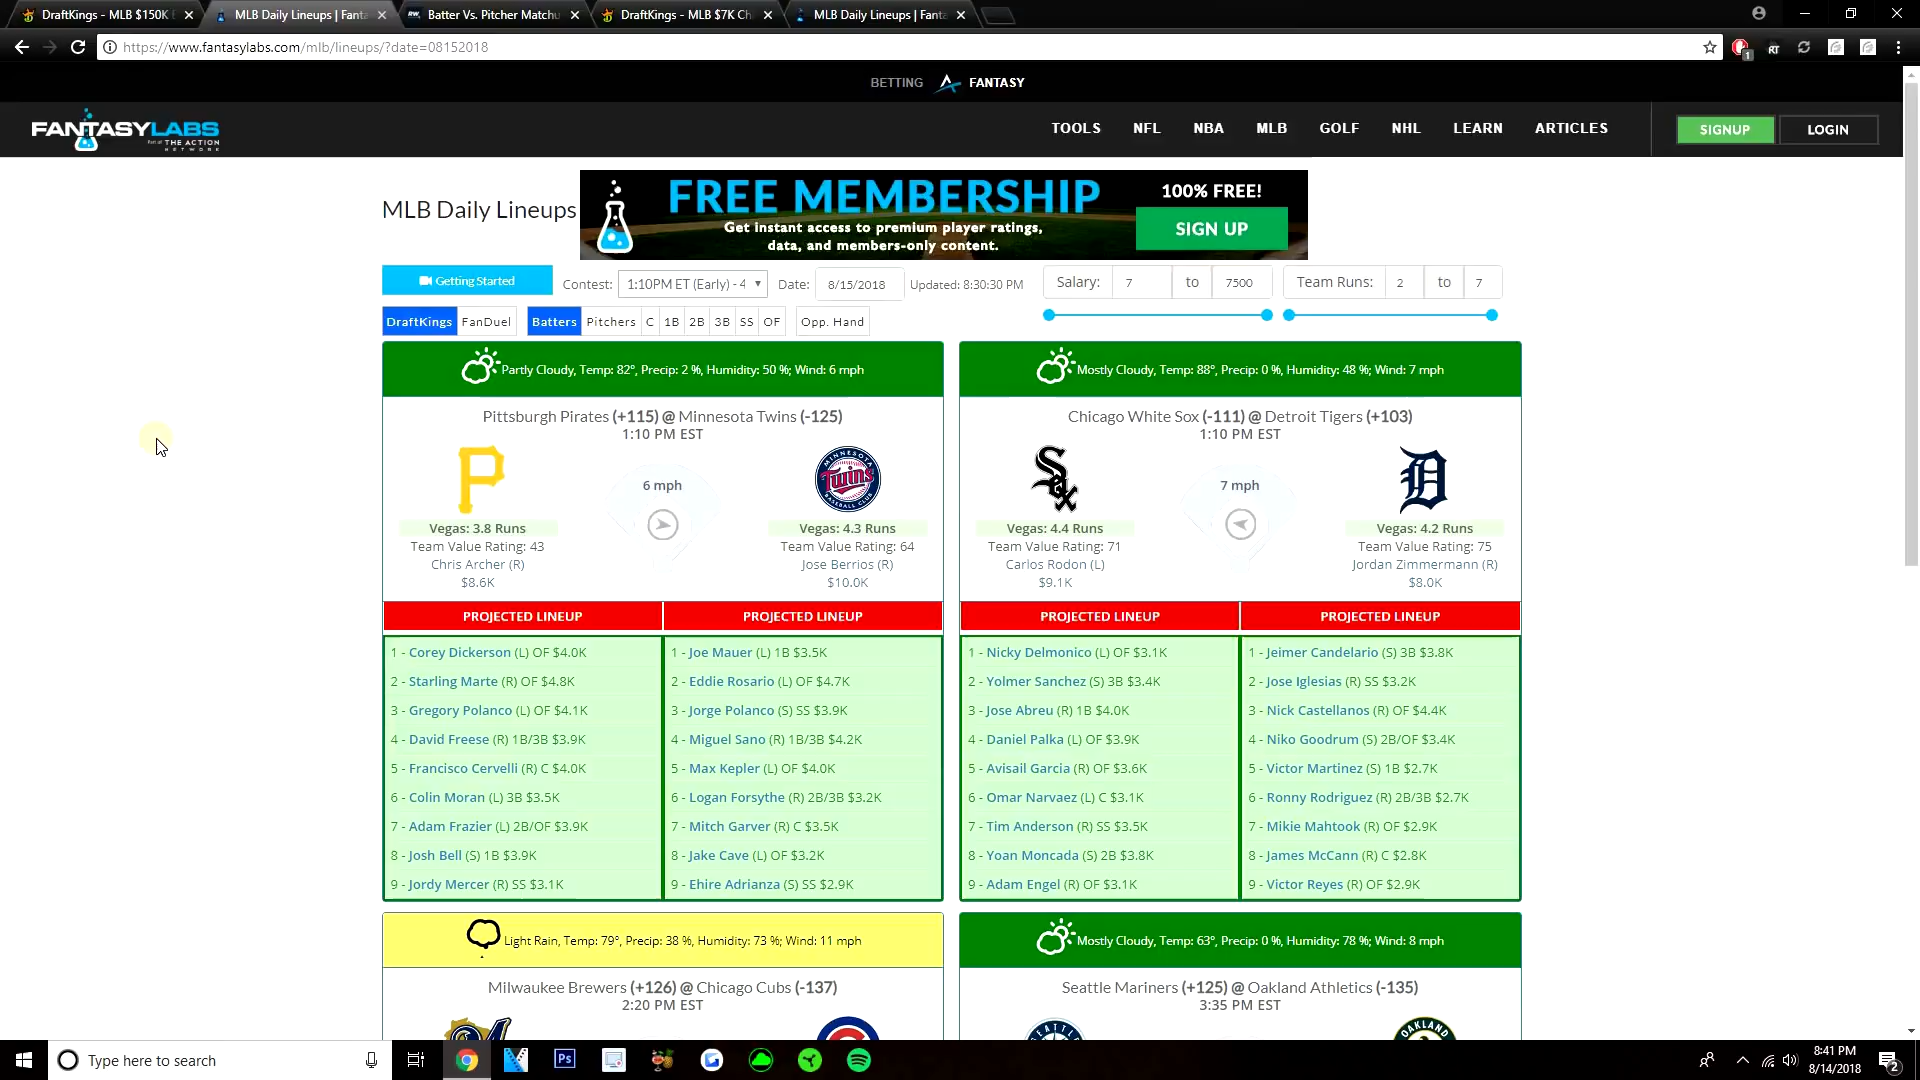 DraftKings - MLB $150K
MLB Daily Lineups | Fanta
Batter Vs. Pitcher Matchu
DraftKings - MLB $7K Ch
MLB Daily Lineups | Fanta
https://www.fantasylabs.com/mlb/lineups/?date=08152018
BETTING FANTASY
FANTASYLABS
Part of THE ACTION NETWORK
TOOLS NFL NBA MLB GOLF NHL LEARN ARTICLES
SIGNUP LOGIN
MLB Daily Lineups
FREE MEMBERSHIP
Get instant access to premium player ratings,
data, and members-only content.
100% FREE!
SIGN UP
Getting Started Contest: 1:10PM ET (Early) - 4 Date: 8/15/2018 Updated: 8:30:30 PM Salary: 7 to 7500 Team Runs: 2 to 7
DraftKings FanDuel Batters Pitchers C 1B 2B 3B SS OF Opp. Hand
Partly Cloudy, Temp: 82°, Precip: 2 %, Humidity: 50 %; Wind: 6 mph
Pittsburgh Pirates (+115) @ Minnesota Twins (-125)
1:10 PM EST
P
MINNESOTA
Twins
BASEBALL CLUB
6 mph
Vegas: 3.8 Runs
Team Value Rating: 43
Chris Archer (R)
$8.6K
Vegas: 4.3 Runs
Team Value Rating: 64
Jose Berrios (R)
$10.0K
PROJECTED LINEUP
1 - Corey Dickerson (L) OF $4.0K
2 - Starling Marte (R) OF $4.8K
3 - Gregory Polanco (L) OF $4.1K
4 - David Freese (R) 1B/3B $3.9K
5 - Francisco Cervelli (R) C $4.0K
6 - Colin Moran (L) 3B $3.5K
7 - Adam Frazier (L) 2B/OF $3.9K
8 - Josh Bell (S) 1B $3.9K
9 - Jordy Mercer (R) SS $3.1K
PROJECTED LINEUP
1 - Joe Mauer (L) 1B $3.5K
2 - Eddie Rosario (L) OF $4.7K
3 - Jorge Polanco (S) SS $3.9K
4 - Miguel Sano (R) 1B/3B $4.2K
5 - Max Kepler (L) OF $4.0K
6 - Logan Forsythe (R) 2B/3B $3.2K
7 - Mitch Garver (R) C $3.5K
8 - Jake Cave (L) OF $3.2K
9 - Ehire Adrianza (S) SS $2.9K
Mostly Cloudy, Temp: 88°, Precip: 0 %, Humidity: 48 %; Wind: 7 mph
Chicago White Sox (-111) @ Detroit Tigers (+103)
1:10 PM EST
Sox
D
7 mph
Vegas: 4.4 Runs
Team Value Rating: 71
Carlos Rodon (L)
$9.1K
Vegas: 4.2 Runs
Team Value Rating: 75
Jordan Zimmermann (R)
$8.0K
PROJECTED LINEUP
1 - Nicky Delmonico (L) OF $3.1K
2 - Yolmer Sanchez (S) 3B $3.4K
3 - Jose Abreu (R) 1B $4.0K
4 - Daniel Palka (L) OF $3.9K
5 - Avisail Garcia (R) OF $3.6K
6 - Omar Narvaez (L) C $3.1K
7 - Tim Anderson (R) SS $3.5K
8 - Yoan Moncada (S) 2B $3.8K
9 - Adam Engel (R) OF $3.1K
PROJECTED LINEUP
1 - Jeimer Candelario (S) 3B $3.8K
2 - Jose Iglesias (R) SS $3.2K
3 - Nick Castellanos (R) OF $4.4K
4 - Niko Goodrum (S) 2B/OF $3.4K
5 - Victor Martinez (S) 1B $2.7K
6 - Ronny Rodriguez (R) 2B/3B $2.7K
7 - Mikie Mahtook (R) OF $2.9K
8 - James McCann (R) C $2.8K
9 - Victor Reyes (R) OF $2.9K
Light Rain, Temp: 79°, Precip: 38 %, Humidity: 73 %; Wind: 11 mph
Milwaukee Brewers (+126) @ Chicago Cubs (-137)
2:20 PM EST
Mostly Cloudy, Temp: 63°, Precip: 0 %, Humidity: 78 %; Wind: 8 mph
Seattle Mariners (+125) @ Oakland Athletics (-135)
3:35 PM EST
SEATTLE
OAKLAND
Type here to search
Ps
8:41 PM
8/14/2018
2